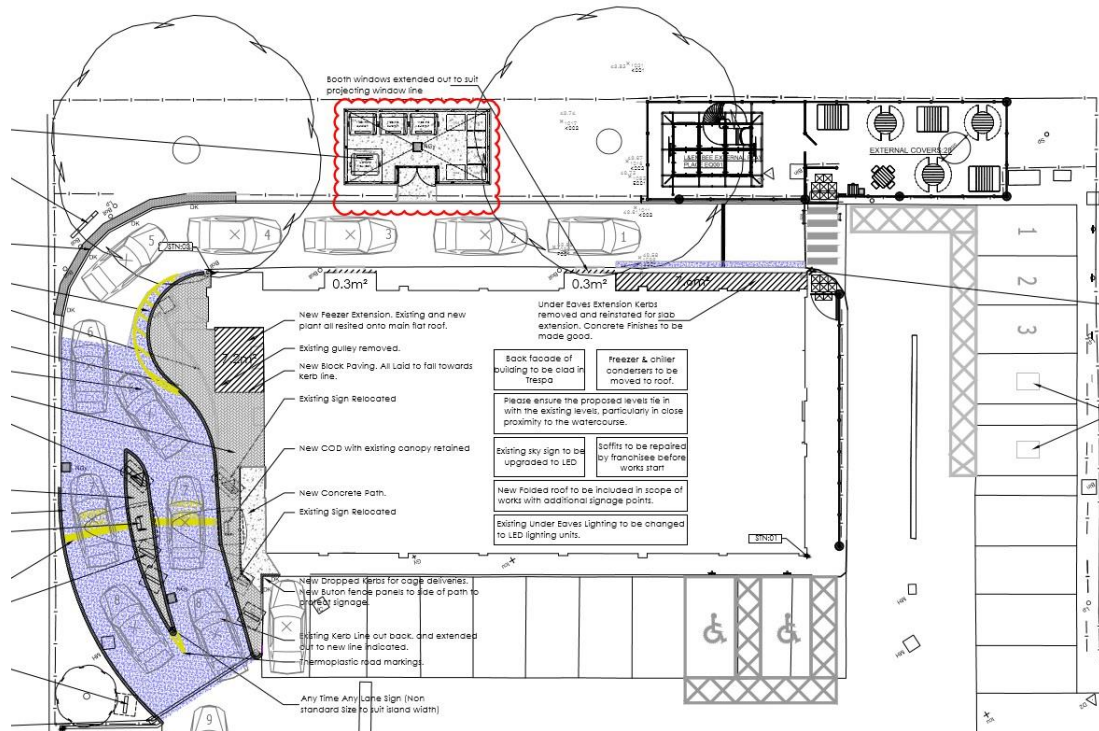 Booth windows extended out to suit
projecting window line
EXTERNAL COVERS 20
1
2
3
4
5
6
9
STN:03
0.3m²
0.3m²
New Feezer Extension. Existing and new
plant all resited onto main flat roof.
Existing gulley removed.
New Block Paving. All Laid to fall towards
Kerb line.
Existing Sign Relocated
New COD with existing canopy retained
New Concrete Path.
Existing Sign Relocated
New Dropped Kerbs for cage deliveries.
New Buton fence panels to side of path to
protect signage.
Existing Kerb Line cut back, and extended
out to new line indicated.
Thermoplastic road markings.
Any Time Any Lane Sign (Non
standard Size to suit island width)
Under Eaves Extension Kerbs
removed and reinstated for slab
extension. Concrete Finishes to be
made good.
Back facade of
building to be clad in
Trespa
Freezer & chiller
condersers to be
moved to roof.
Please ensure the proposed levels tie in
with the existing levels, particularly in close
proximity to the watercourse.
Existing sky sign to be
upgraded to LED
Soffits to be repaired
by franchisee before
works start
New Folded roof to be included in scope of
works with additional signage points.
Existing Under Eaves Lighting to be changed
to LED lighting units.
STN:01
1
2
3
MH
MH
MH